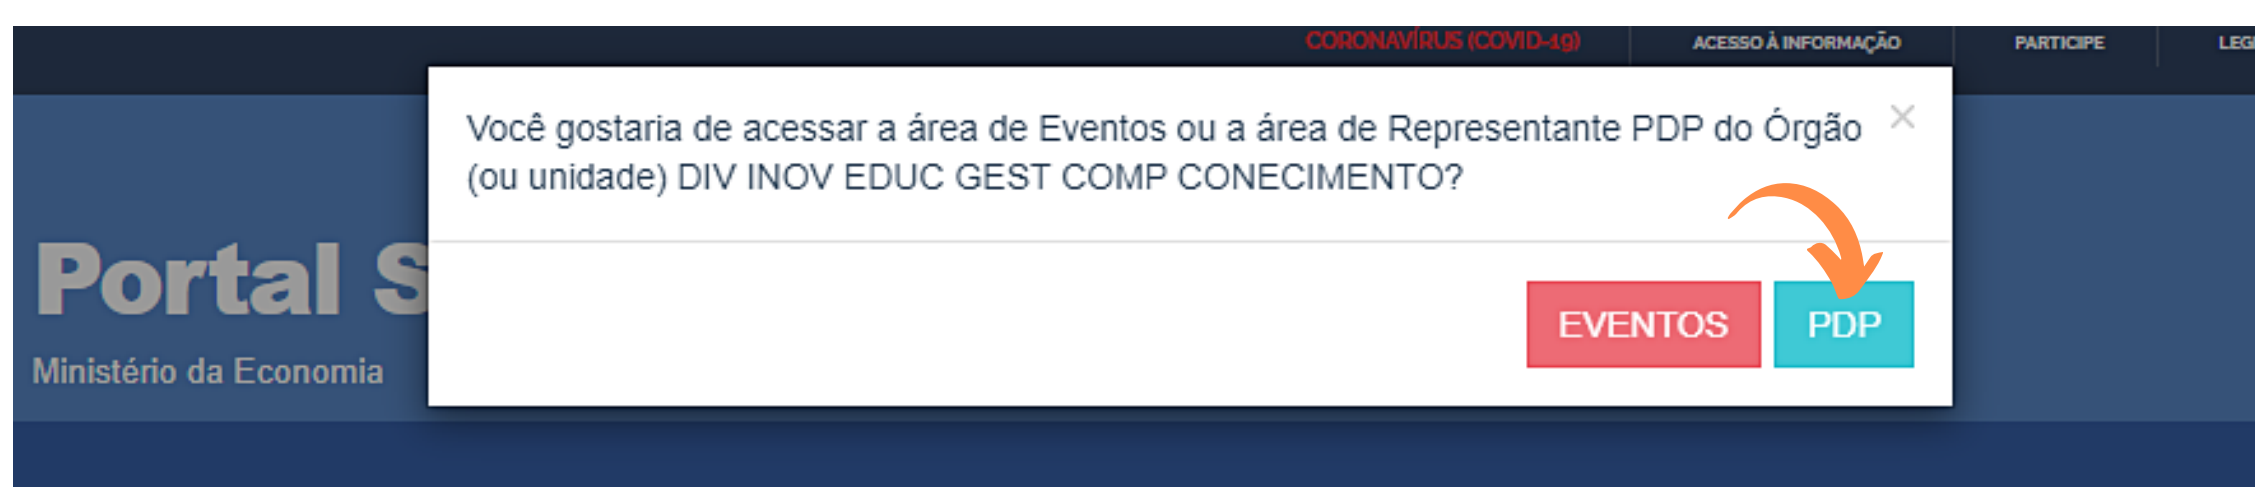 CORONAVÍRUS (COVID-19) ACESSO À INFORMAÇÃO PARTICIPE
Você gostaria de acessar a área de Eventos ou a área de Representante PDP do Órgão ×
(ou unidade) DIV INOV EDUC GEST COMP CONECIMENTO?
Portal S
EVENTOS PDP
Ministério da Economia